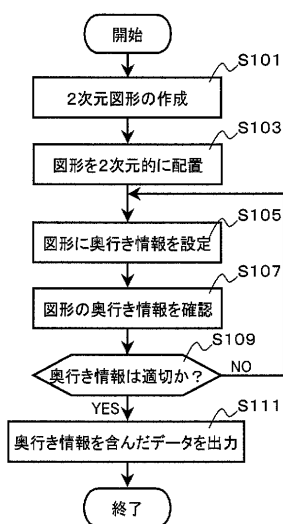 開始
S101
2次元図形の作成
S103
図形を2次元的に配置
S105
図形に奥行き情報を設定
S107
図形の奥行き情報を確認
S109
奥行き情報は適切か?
NO
YES
S111
奥行き情報を含んだデータを出力
終了